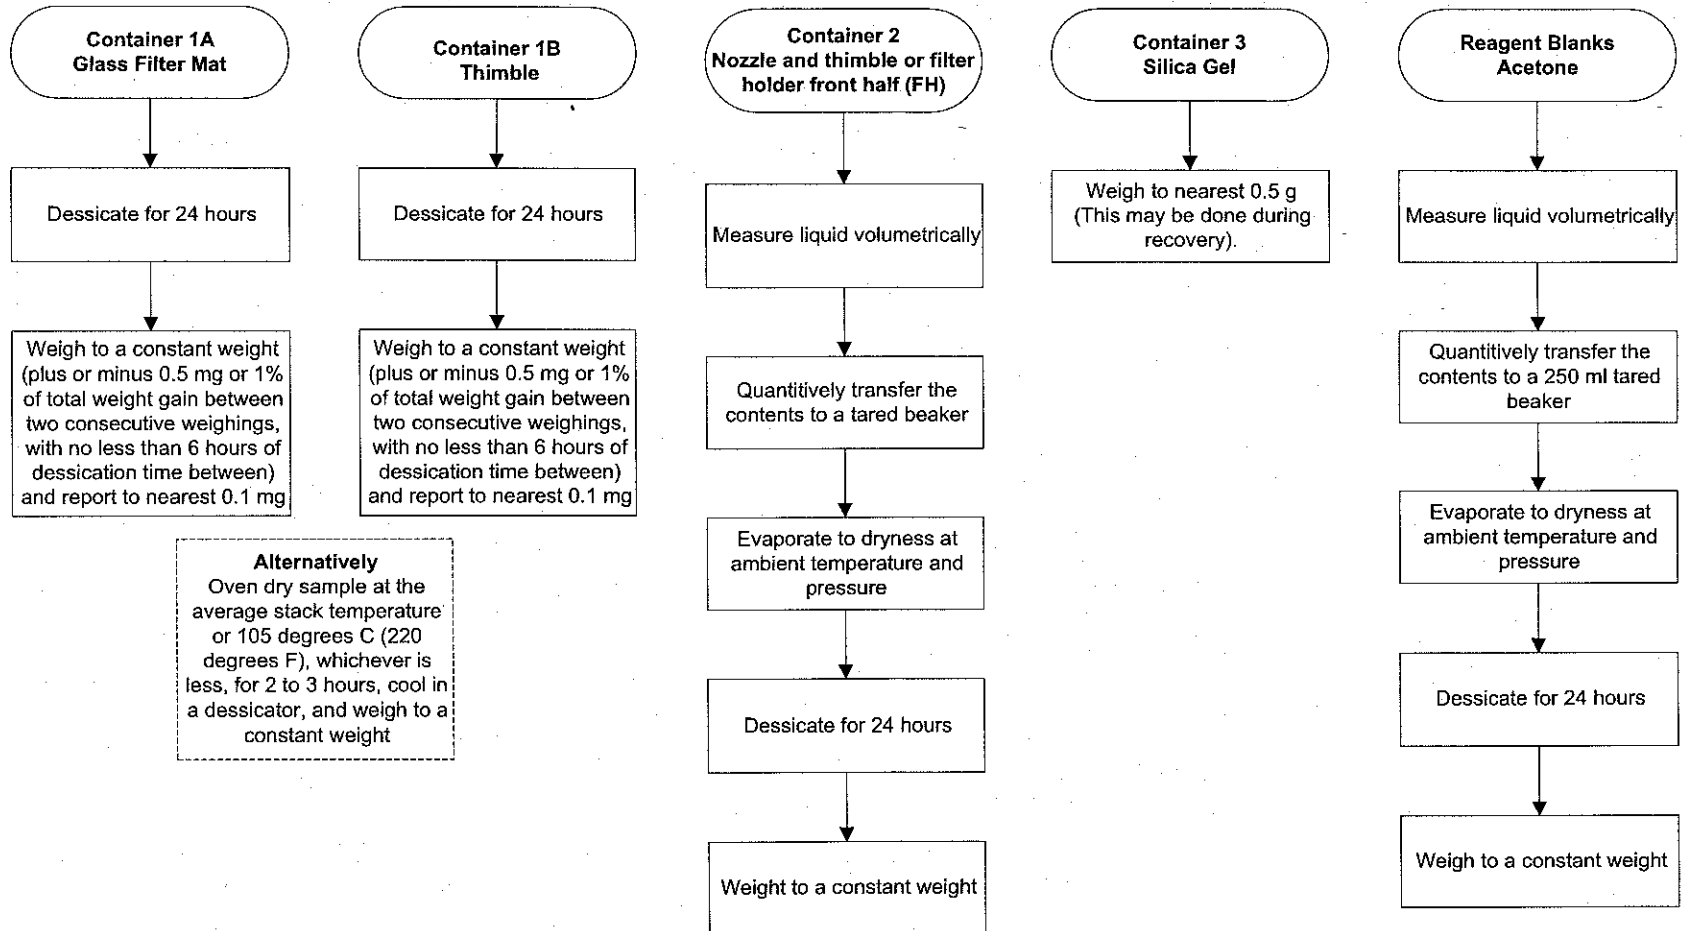 Container 1A
Glass Filter Mat
Dessicate for 24 hours
Weigh to a constant weight
(plus or minus 0.5 mg or 1%
of total weight gain between
two consecutive weighings,
with no less than 6 hours of
dessication time between)
and report to nearest 0.1 mg
Container 1B
Thimble
Dessicate for 24 hours
Weigh to a constant weight
(plus or minus 0.5 mg or 1%
of total weight gain between
two consecutive weighings,
with no less than 6 hours of
dessication time between)
and report to nearest 0.1 mg
Alternatively
Oven dry sample at the
average stack temperature
or 105 degrees C (220
degrees F), whichever is
less, for 2 to 3 hours, cool in
a dessicator, and weigh to a
constant weight
Container 2
Nozzle and thimble or filter
holder front half (FH)
Measure liquid volumetrically
Quantitively transfer the
contents to a tared beaker
Evaporate to dryness at
ambient temperature and
pressure
Dessicate for 24 hours
Weight to a constant weight
Container 3
Silica Gel
Weigh to nearest 0.5 g
(This may be done during
recovery).
Reagent Blanks
Acetone
Measure liquid volumetrically
Quantitively transfer the
contents to a 250 ml tared
beaker
Evaporate to dryness at
ambient temperature and
pressure
Dessicate for 24 hours
Weigh to a constant weight